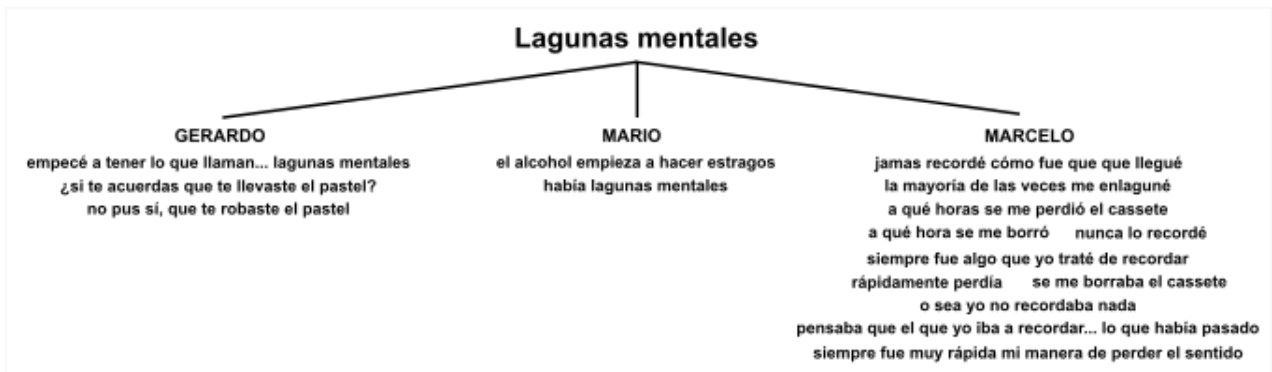 Lagunas mentales
GERARDO
empecé a tener lo que llaman... lagunas mentales
¿si te acuerdas que te llevaste el pastel?
no pus sí, que te robaste el pastel
MARIO
el alcohol empieza a hacer estragos
había lagunas mentales
MARCELO
jamas recordé cómo fue que que llegué
la mayoría de las veces me enlaguné
a qué horas se me perdió el cassete
a qué hora se me borró nunca lo recordé
siempre fue algo que yo traté de recordar
rápidamente perdía se me borraba el cassete
o sea yo no recordaba nada
pensaba que el que yo iba a recordar... lo que había pasado
siempre fue muy rápida mi manera de perder el sentido